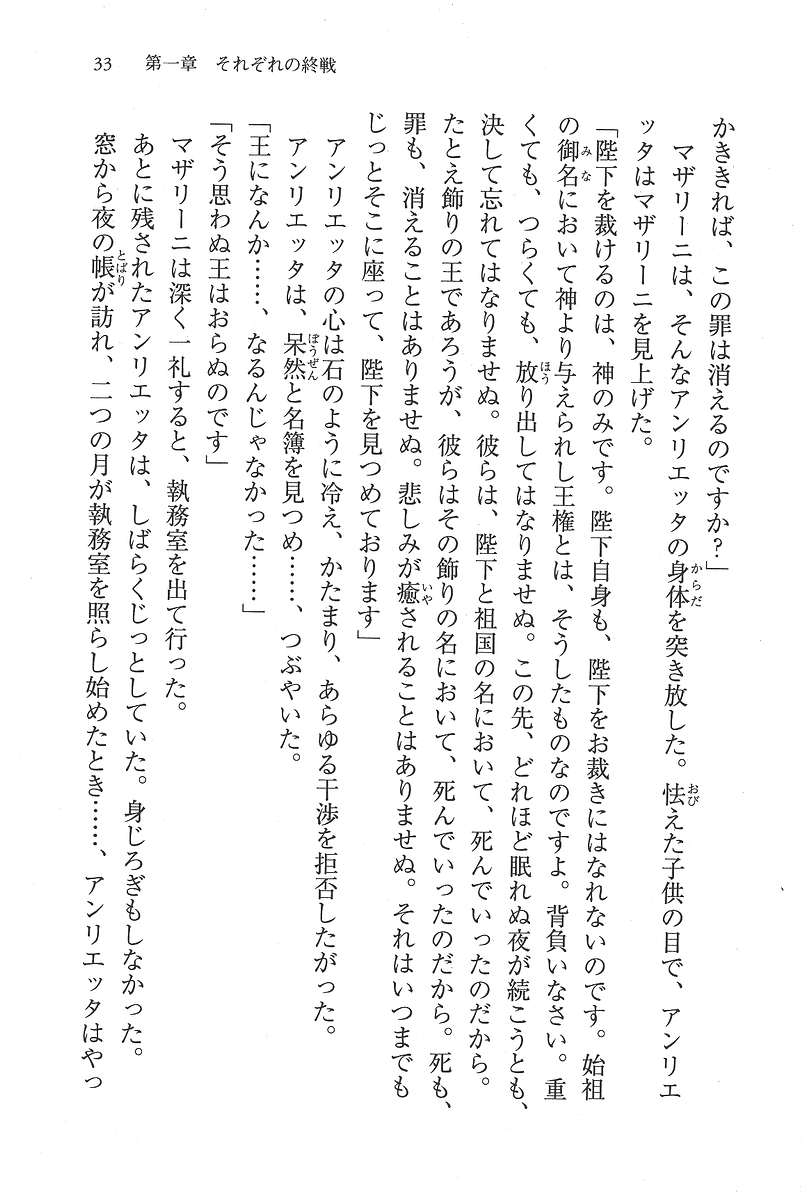 33　第一章　それぞれの終戦
かききれば、この罪は消えるのですか？」
　マザリーニは、そんなアンリエッタの身体を突き放した。怯えた子供の目で、アンリエ
ッタはマザリーニを見上げた。
「陛下を裁けるのは、神のみです。陛下自身も、陛下をお裁きにはなれないのです。始祖
の御名において神より与えられし王権とは、そうしたものなのですよ。背負いなさい。重
くても、つらくても、放り出してはなりませぬ。この先、どれほど眠れぬ夜が続こうとも、
決して忘れてはなりませぬ。彼らは、陛下と祖国の名において、死んでいったのだから。
たとえ飾りの王であろうが、彼らはその飾りの名において、死んでいったのだから。死も、
罪も、消えることはありませぬ。悲しみが癒されることはありませぬ。それはいつまでも
じっとそこに座って、陛下を見つめております」
　アンリエッタの心は石のように冷え、かたまり、あらゆる干渉を拒否したがった。
　アンリエッタは、呆然と名簿を見つめ……、つぶやいた。
「王になんか……、なるんじゃなかった……」
「そう思わぬ王はおらぬのです」
　マザリーニは深く一礼すると、執務室を出て行った。
　あとに残されたアンリエッタは、しばらくじっとしていた。身じろぎもしなかった。
　窓から夜の帳が訪れ、二つの月が執務室を照らし始めたとき……、アンリエッタはやっ